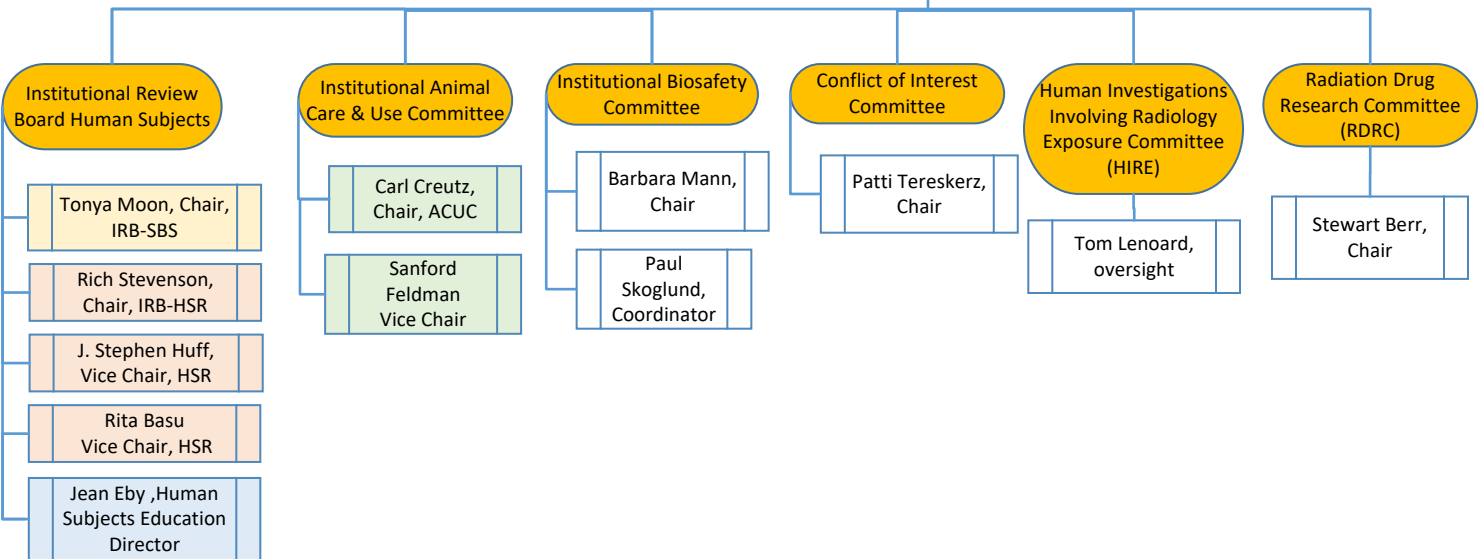 Institutional Review
Board Human Subjects
Tonya Moon, Chair,
IRB-SBS
Rich Stevenson,
Chair, IRB-HSR
J. Stephen Huff,
Vice Chair, HSR
Rita Basu
Vice Chair, HSR
Jean Eby ,Human
Subjects Education
Director
Institutional Animal
Care & Use Committee
Carl Creutz,
Chair, ACUC
Sanford
Feldman
Vice Chair
Institutional Biosafety
Committee
Barbara Mann,
Chair
Paul
Skoglund,
Coordinator
Conflict of Interest
Committee
Patti Tereskerz,
Chair
Human Investigations
Involving Radiology
Exposure Committee
(HIRE)
Tom Lenoard,
oversight
Radiation Drug
Research Committee
(RDRC)
Stewart Berr,
Chair